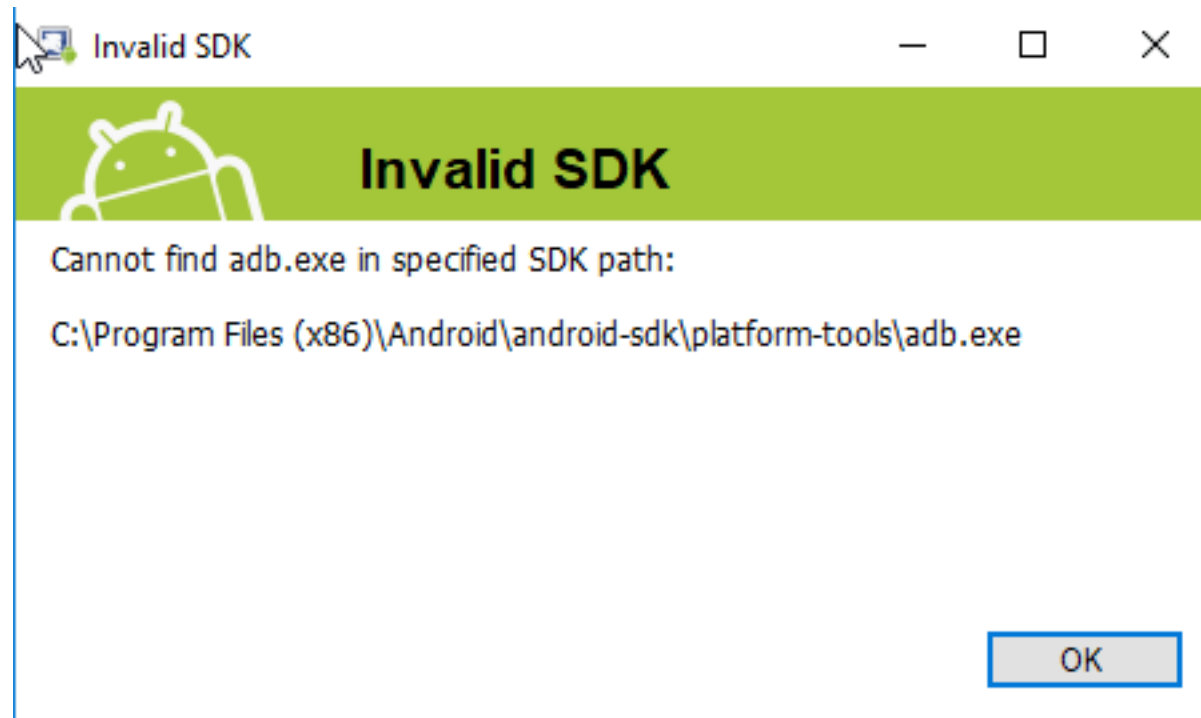 Invalid SDK
Invalid SDK
Cannot find adb.exe in specified SDK path:
C:\Program Files (x86)\Android\android-sdk\platform-tools\adb.exe
OK